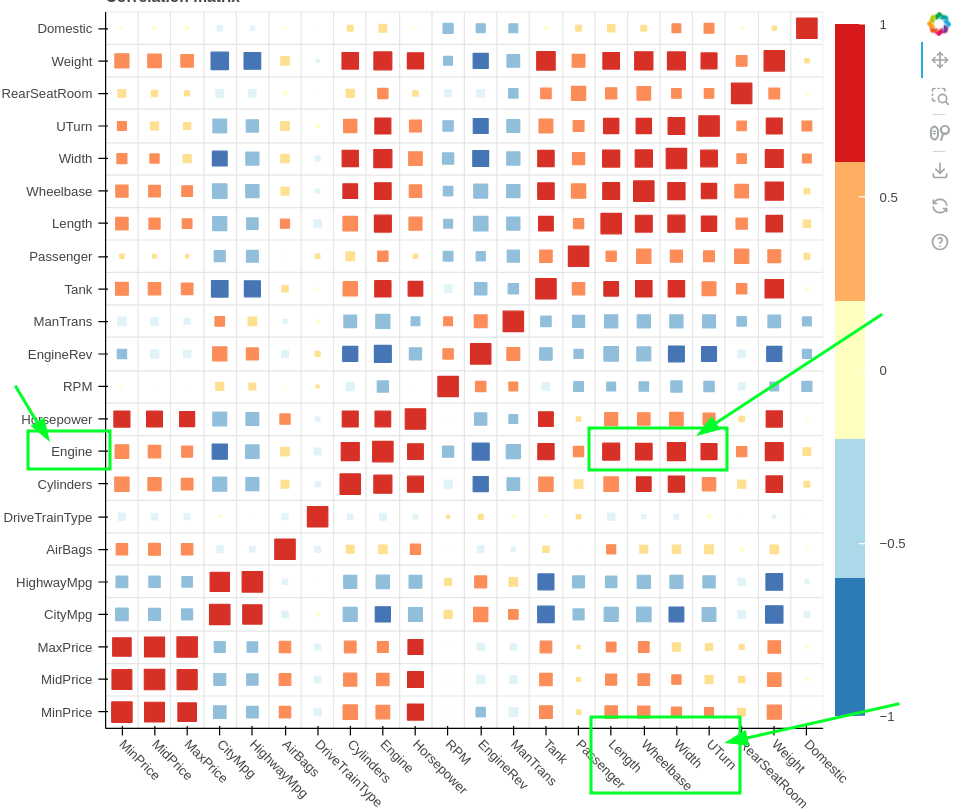 Correlation matrix
Domestic
Weight
RearSeatRoom
UTurn
Width
Wheelbase
Length
Passenger
Tank
ManTrans
EngineRev
RPM
Horsepower
Engine
Cylinders
DriveTrainType
AirBags
HighwayMpg
CityMpg
MaxPrice
MidPrice
MinPrice
MinPrice
MidPrice
MaxPrice
CityMpg
HighwayMpg
AirBags
DriveTrainType
Cylinders
Engine
Horsepower
RPM
EngineRev
ManTrans
Tank
Passenger
Length
Wheelbase
Width
UTurn
RearSeatRoom
Weight
Domestic
1
0.5
0
−0.5
−1